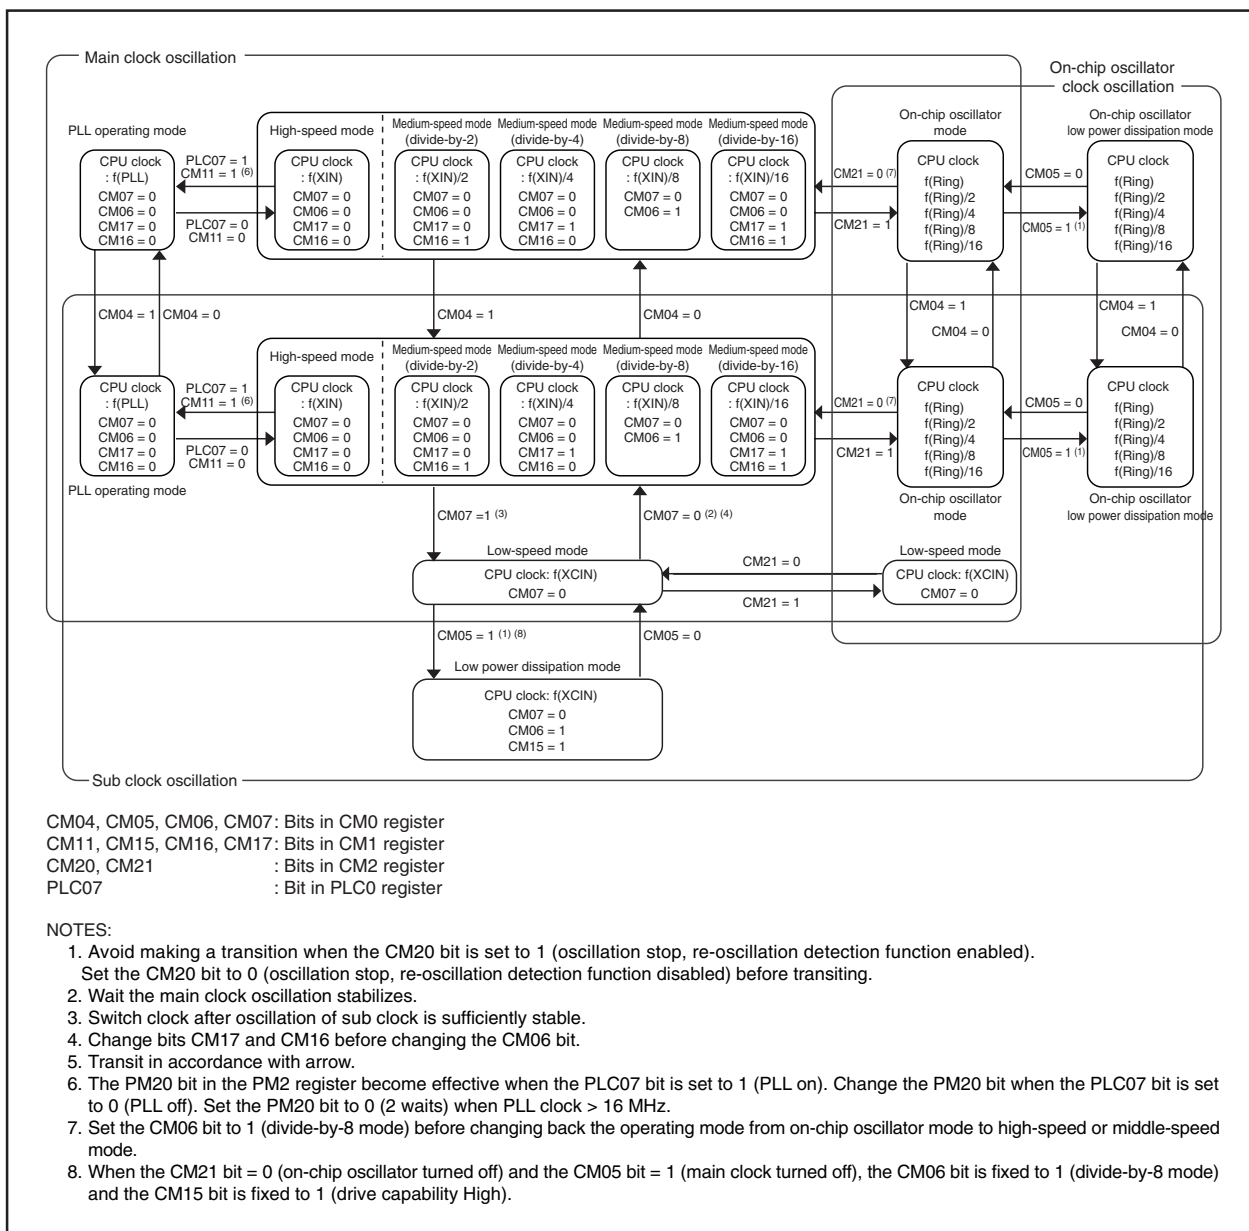 Main clock oscillation
On-chip oscillator
clock oscillation
PLL operating mode
High-speed mode
Medium-speed mode
(divide-by-2)
Medium-speed mode
(divide-by-4)
Medium-speed mode
(divide-by-8)
Medium-speed mode
(divide-by-16)
On-chip oscillator
mode
On-chip oscillator
low power dissipation mode
CPU clock
: f(PLL)
CM07 = 0
CM06 = 0
CM17 = 0
CM16 = 0
PLC07 = 1
CM11 = 1 (6)
PLC07 = 0
CM11 = 0
CPU clock
: f(XIN)
CM07 = 0
CM06 = 0
CM17 = 0
CM16 = 0
CPU clock
: f(XIN)/2
CM07 = 0
CM06 = 0
CM17 = 0
CM16 = 1
CPU clock
: f(XIN)/4
CM07 = 0
CM06 = 0
CM17 = 1
CM16 = 0
CPU clock
: f(XIN)/8
CM07 = 0
CM06 = 1
CPU clock
: f(XIN)/16
CM07 = 0
CM06 = 0
CM17 = 1
CM16 = 1
CM21 = 0 (7)
CM21 = 1
CPU clock
f(Ring)
f(Ring)/2
f(Ring)/4
f(Ring)/8
f(Ring)/16
CM05 = 0
CM05 = 1 (1)
CPU clock
f(Ring)
f(Ring)/2
f(Ring)/4
f(Ring)/8
f(Ring)/16
CM04 = 1
CM04 = 0
CM04 = 1
CM04 = 0
CM04 = 1
CM04 = 0
CM04 = 1
CM04 = 0
High-speed mode
Medium-speed mode
(divide-by-2)
Medium-speed mode
(divide-by-4)
Medium-speed mode
(divide-by-8)
Medium-speed mode
(divide-by-16)
CPU clock
: f(PLL)
CM07 = 0
CM06 = 0
CM17 = 0
CM16 = 0
PLL operating mode
PLC07 = 1
CM11 = 1 (6)
PLC07 = 0
CM11 = 0
CPU clock
: f(XIN)
CM07 = 0
CM06 = 0
CM17 = 0
CM16 = 0
CPU clock
: f(XIN)/2
CM07 = 0
CM06 = 0
CM17 = 0
CM16 = 1
CPU clock
: f(XIN)/4
CM07 = 0
CM06 = 0
CM17 = 1
CM16 = 0
CPU clock
: f(XIN)/8
CM07 = 0
CM06 = 1
CPU clock
: f(XIN)/16
CM07 = 0
CM06 = 0
CM17 = 1
CM16 = 1
CM21 = 0 (7)
CM21 = 1
CPU clock
f(Ring)
f(Ring)/2
f(Ring)/4
f(Ring)/8
f(Ring)/16
On-chip oscillator
mode
CM05 = 0
CM05 = 1 (1)
CPU clock
f(Ring)
f(Ring)/2
f(Ring)/4
f(Ring)/8
f(Ring)/16
On-chip oscillator
low power dissipation mode
CM07 =1 (3)
CM07 = 0 (2) (4)
Low-speed mode
CPU clock: f(XCIN)
CM07 = 0
CM21 = 0
CM21 = 1
Low-speed mode
CPU clock: f(XCIN)
CM07 = 0
CM05 = 1 (1) (8)
CM05 = 0
Low power dissipation mode
CPU clock: f(XCIN)
CM07 = 0
CM06 = 1
CM15 = 1
Sub clock oscillation
CM04, CM05, CM06, CM07 : Bits in CM0 register
CM11, CM15, CM16, CM17 : Bits in CM1 register
CM20, CM21 : Bits in CM2 register
PLC07 : Bit in PLC0 register
NOTES:
1. Avoid making a transition when the CM20 bit is set to 1 (oscillation stop, re-oscillation detection function enabled).
Set the CM20 bit to 0 (oscillation stop, re-oscillation detection function disabled) before transiting.
2. Wait the main clock oscillation stabilizes.
3. Switch clock after oscillation of sub clock is sufficiently stable.
4. Change bits CM17 and CM16 before changing the CM06 bit.
5. Transit in accordance with arrow.
6. The PM20 bit in the PM2 register become effective when the PLC07 bit is set to 1 (PLL on). Change the PM20 bit when the PLC07 bit is set
to 0 (PLL off). Set the PM20 bit to 0 (2 waits) when PLL clock > 16 MHz.
7. Set the CM06 bit to 1 (divide-by-8 mode) before changing back the operating mode from on-chip oscillator mode to high-speed or middle-speed
mode.
8. When the CM21 bit = 0 (on-chip oscillator turned off) and the CM05 bit = 1 (main clock turned off), the CM06 bit is fixed to 1 (divide-by-8 mode)
and the CM15 bit is fixed to 1 (drive capability High).